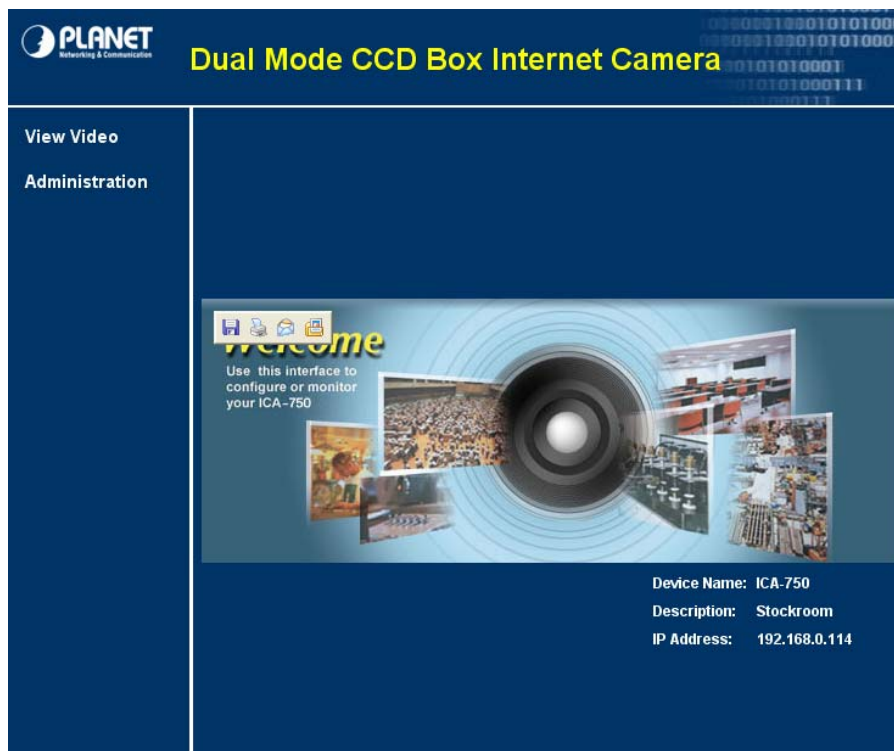 PLANET
Networking & Communication
Dual Mode CCD Box Internet Camera
View Video
Administration
Welcome
Use this interface to
configure or monitor
your ICA-750
Device Name: ICA-750
Description: Stockroom
IP Address: 192.168.0.114